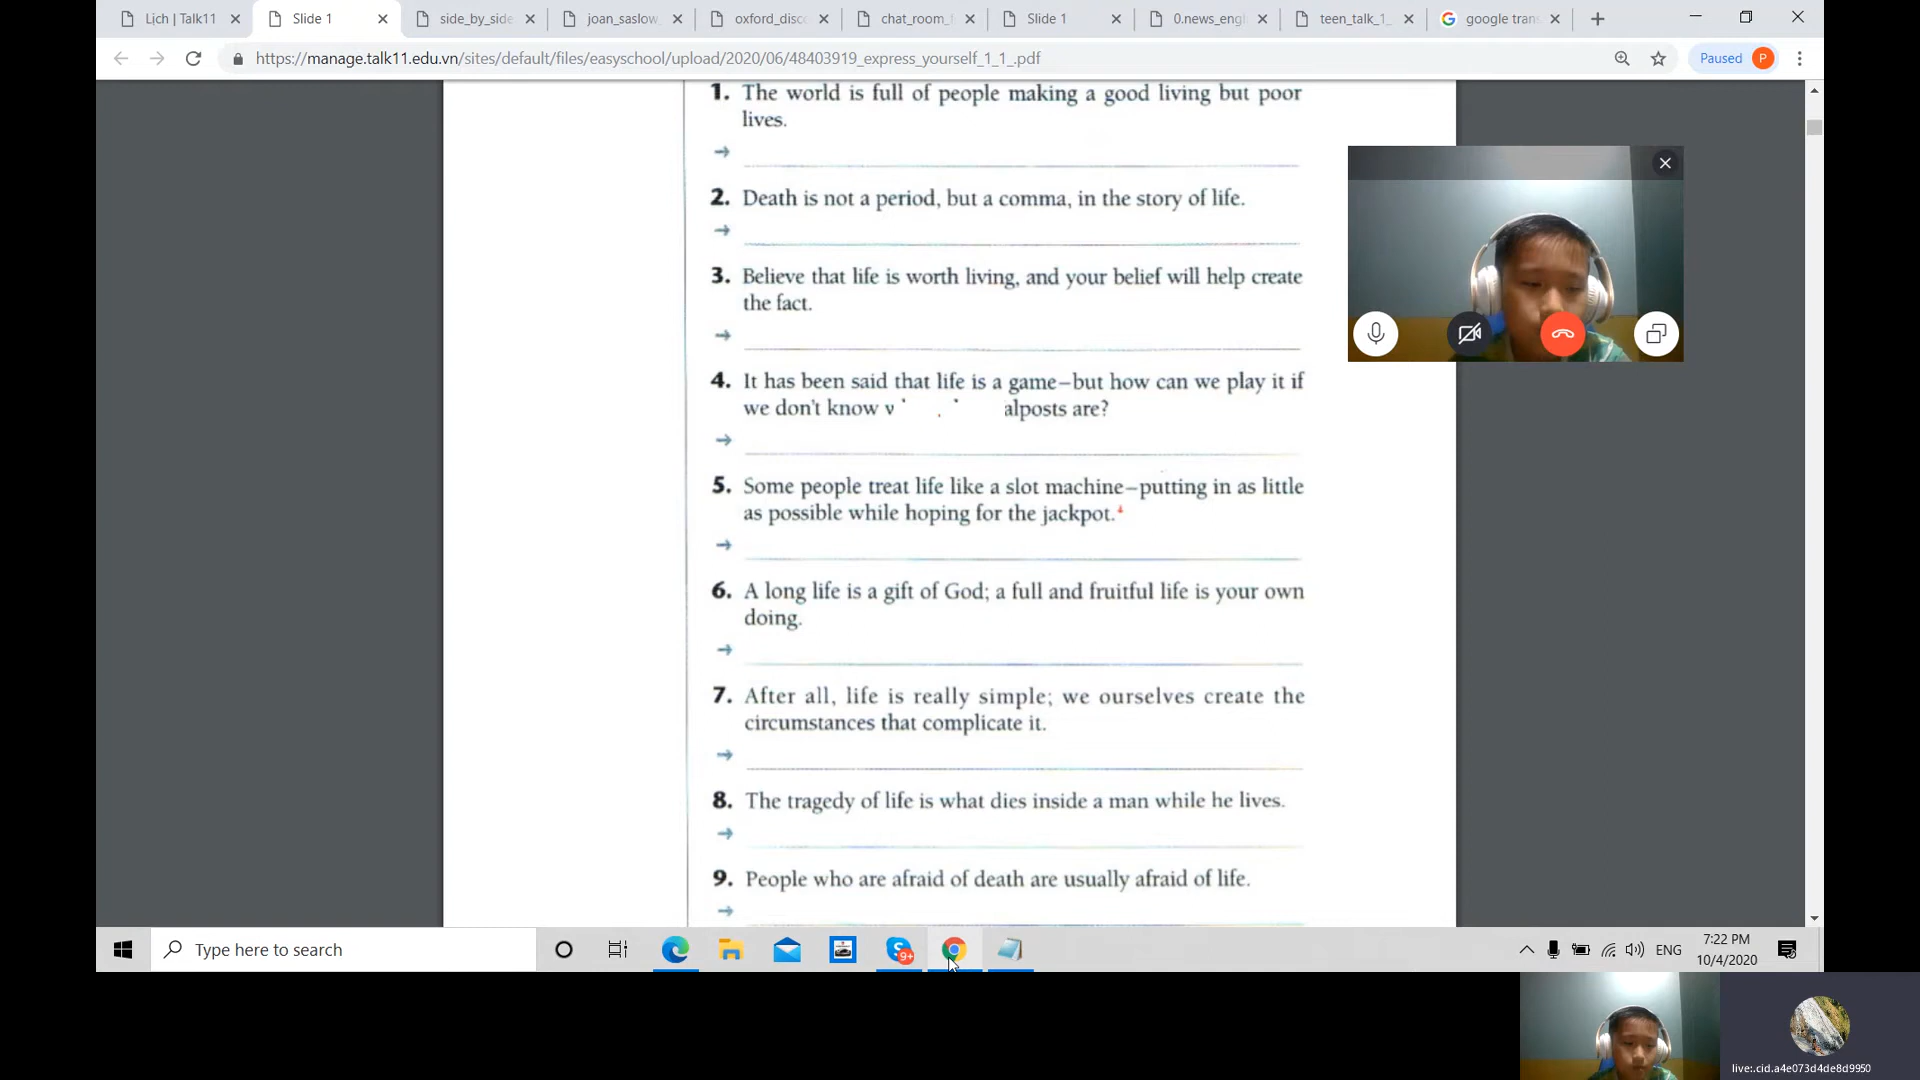 Lịch | Talk11
Slide 1
side_by_side
joan_saslow
oxford_disc
chat_room_
Slide 1
0.news_engl
teen_talk_1_
google tran
https://manage.talk11.edu.vn/sites/default/files/easyschool/upload/2020/06/48403919_express_yourself_1_1_.pdf
Paused
P
1. The world is full of people making a good living but poor
lives.
2. Death is not a period, but a comma, in the story of life.
3. Believe that life is worth living, and your belief will help create
the fact.
4. It has been said that life is a game–but how can we play it if
we don't know alposts are?
5. Some people treat life like a slot machine–putting in as little
as possible while hoping for the jackpot.
6. A long life is a gift of God; a full and fruitful life is your own
doing.
7. After all, life is really simple; we ourselves create the
circumstances that complicate it.
8. The tragedy of life is what dies inside a man while he lives.
9. People who are afraid of death are usually afraid of life.
Type here to search
9+
ENG
7:22 PM
10/4/2020
live:.cid.a4e073d4de8d9950